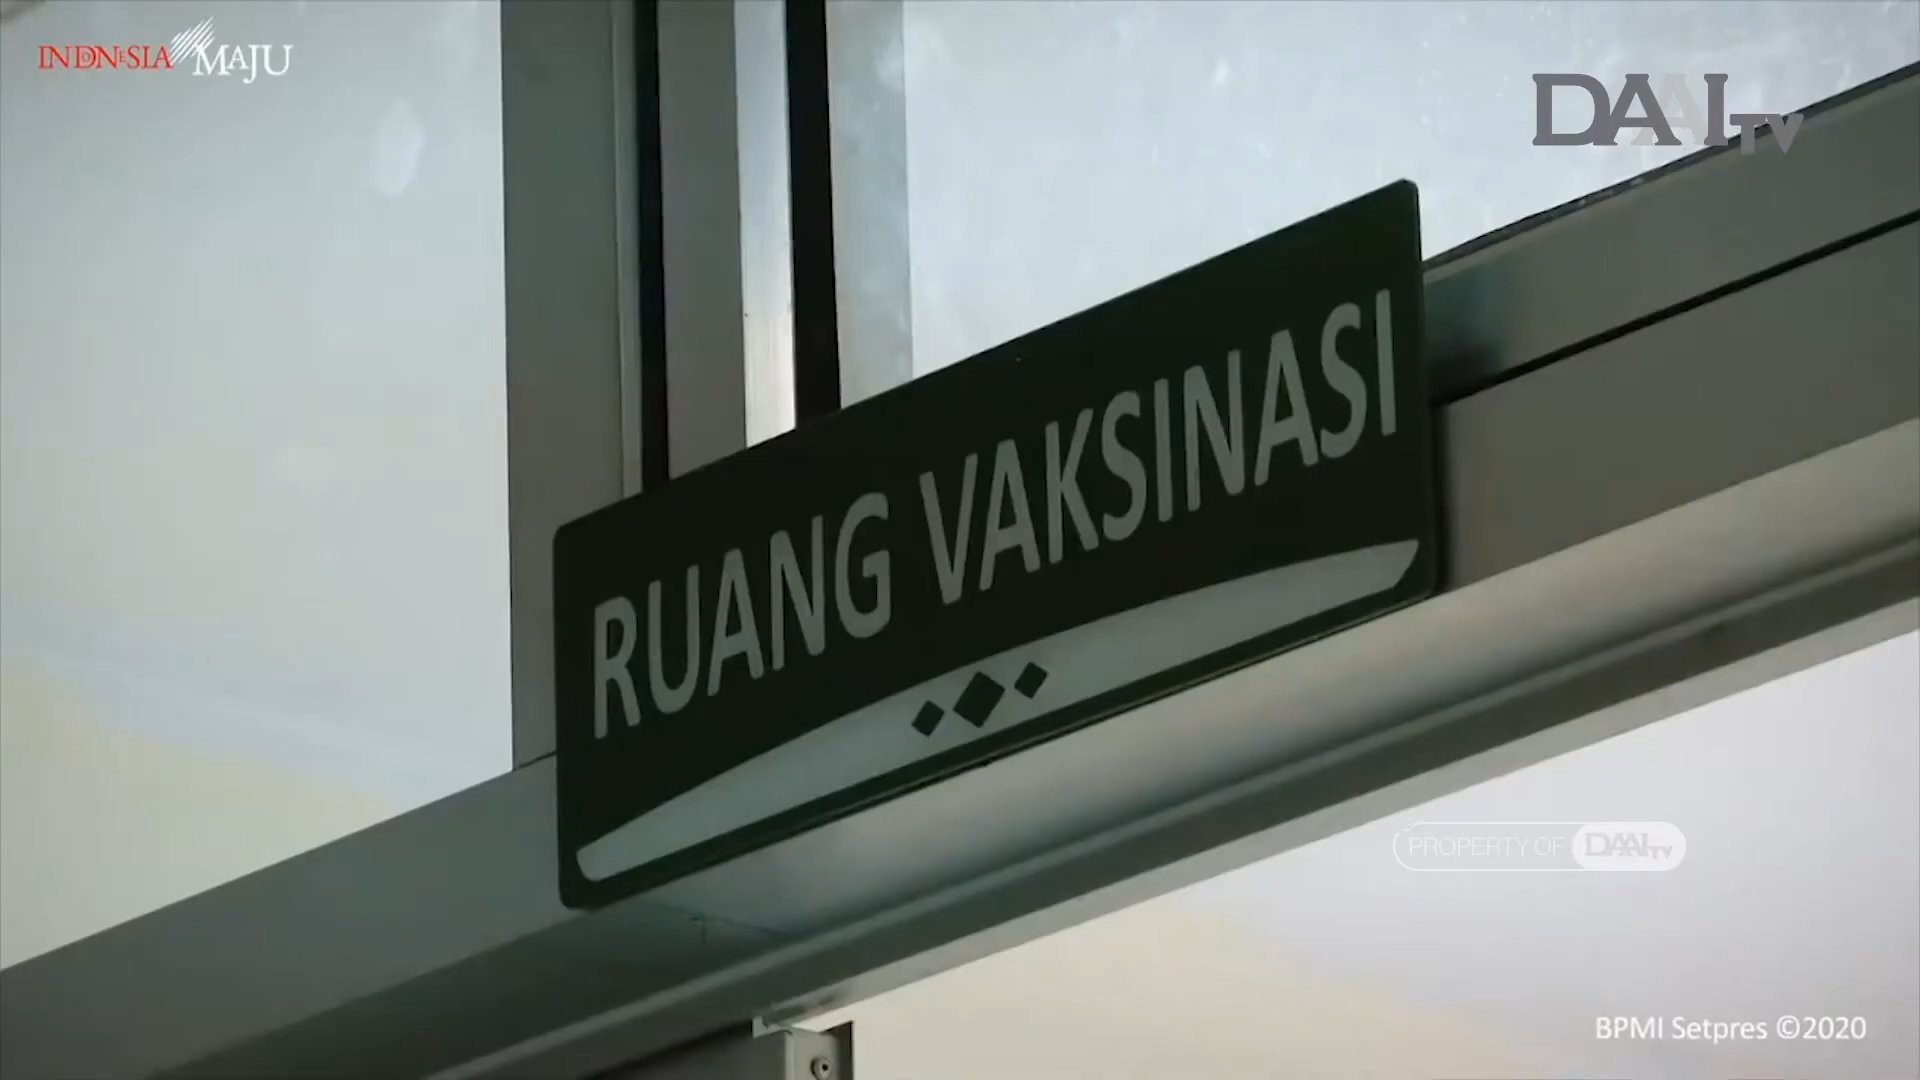 INDONESIA MAJU
DAAI TV
RUANG VAKSINASI
PROPERTY OF DAAI TV
BPMI Setpres ©2020